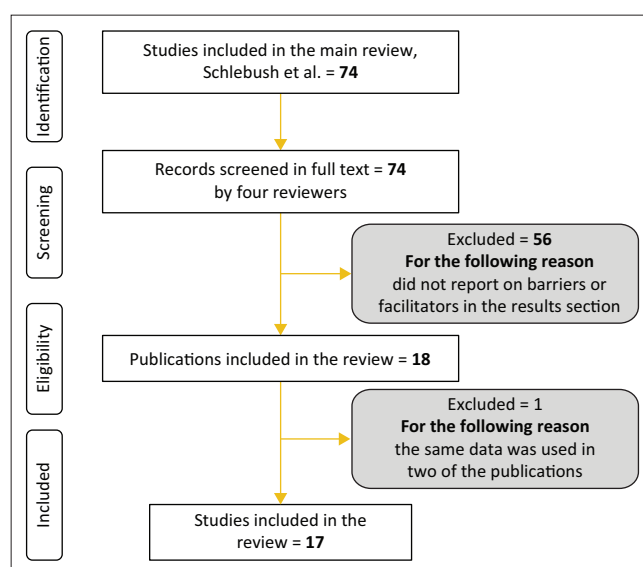 Identification
Studies included in the main review,
Schlebush et al. = 74
Screening
Records screened in full text = 74
by four reviewers
Excluded = 56
For the following reason
did not report on barriers or
facilitators in the results section
Eligibility
Publications included in the review = 18
Excluded = 1
For the following reason
the same data was used in
two of the publications
Included
Studies included in the
review = 17